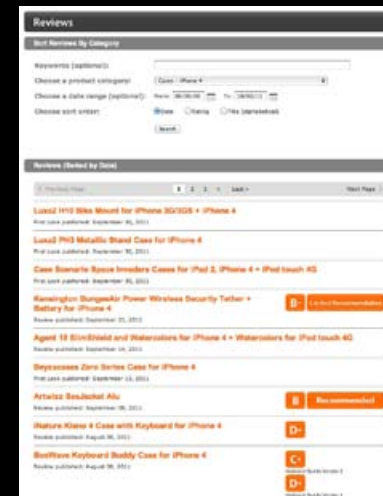 Reviews
Sort Reviews By Category
Keywords (optional):
Choose a product category:
Cases - iPhone 4
Choose a date range (optional):
From
To
Choose sort order:
Date
Rating
Title (alphabetical)
Search
Reviews (Sorted by Date)
1 2 3 4 Last »
Next Page
Luxa2 H10 Bike Mount for iPhone 3G/3GS + iPhone 4
First Look published: September 30, 2011
Luxa2 PH3 Metallic Stand Case for iPhone 4
First Look published: September 30, 2011
Case Scenario Space Invaders Cases for iPad 2, iPhone 4 + iPod touch 4G
First Look published: September 30, 2011
Kensington BungeeAir Power Wireless Security Tether +
Battery for iPhone 4
B- Limited Recommendation
Review published: September 21, 2011
Agent 18 SlimShield and Watercolors for iPhone 4 + Watercolors for iPod touch 4G
Review published: September 14, 2011
Zero Series Case for iPhone 4
First Look published: September 13, 2011
Artwizz SeeJacket Alu
B Recommended
Review published: September 08, 2011
iNature Kiano 4 Case with Keyboard for iPhone 4
D+
Review published: August 30, 2011
BoxWave Keyboard Buddy Case for iPhone 4
C+
Review published: August 30, 2011
D+